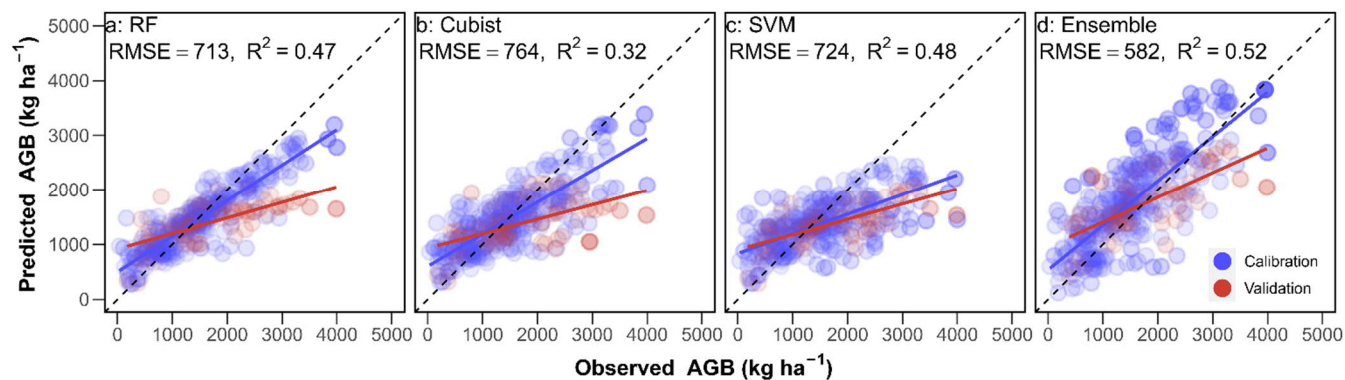 a: RF
RMSE = 713, R² = 0.47
b: Cubist
RMSE = 764, R² = 0.32
c: SVM
RMSE = 724, R² = 0.48
d: Ensemble
RMSE = 582, R² = 0.52
Predicted AGB (kg ha⁻¹)
5000
4000
3000
2000
1000
0
Calibration
Validation
0 1000 2000 3000 4000 5000
0 1000 2000 3000 4000 5000
0 1000 2000 3000 4000 5000
0 1000 2000 3000 4000 5000
Observed AGB (kg ha⁻¹)